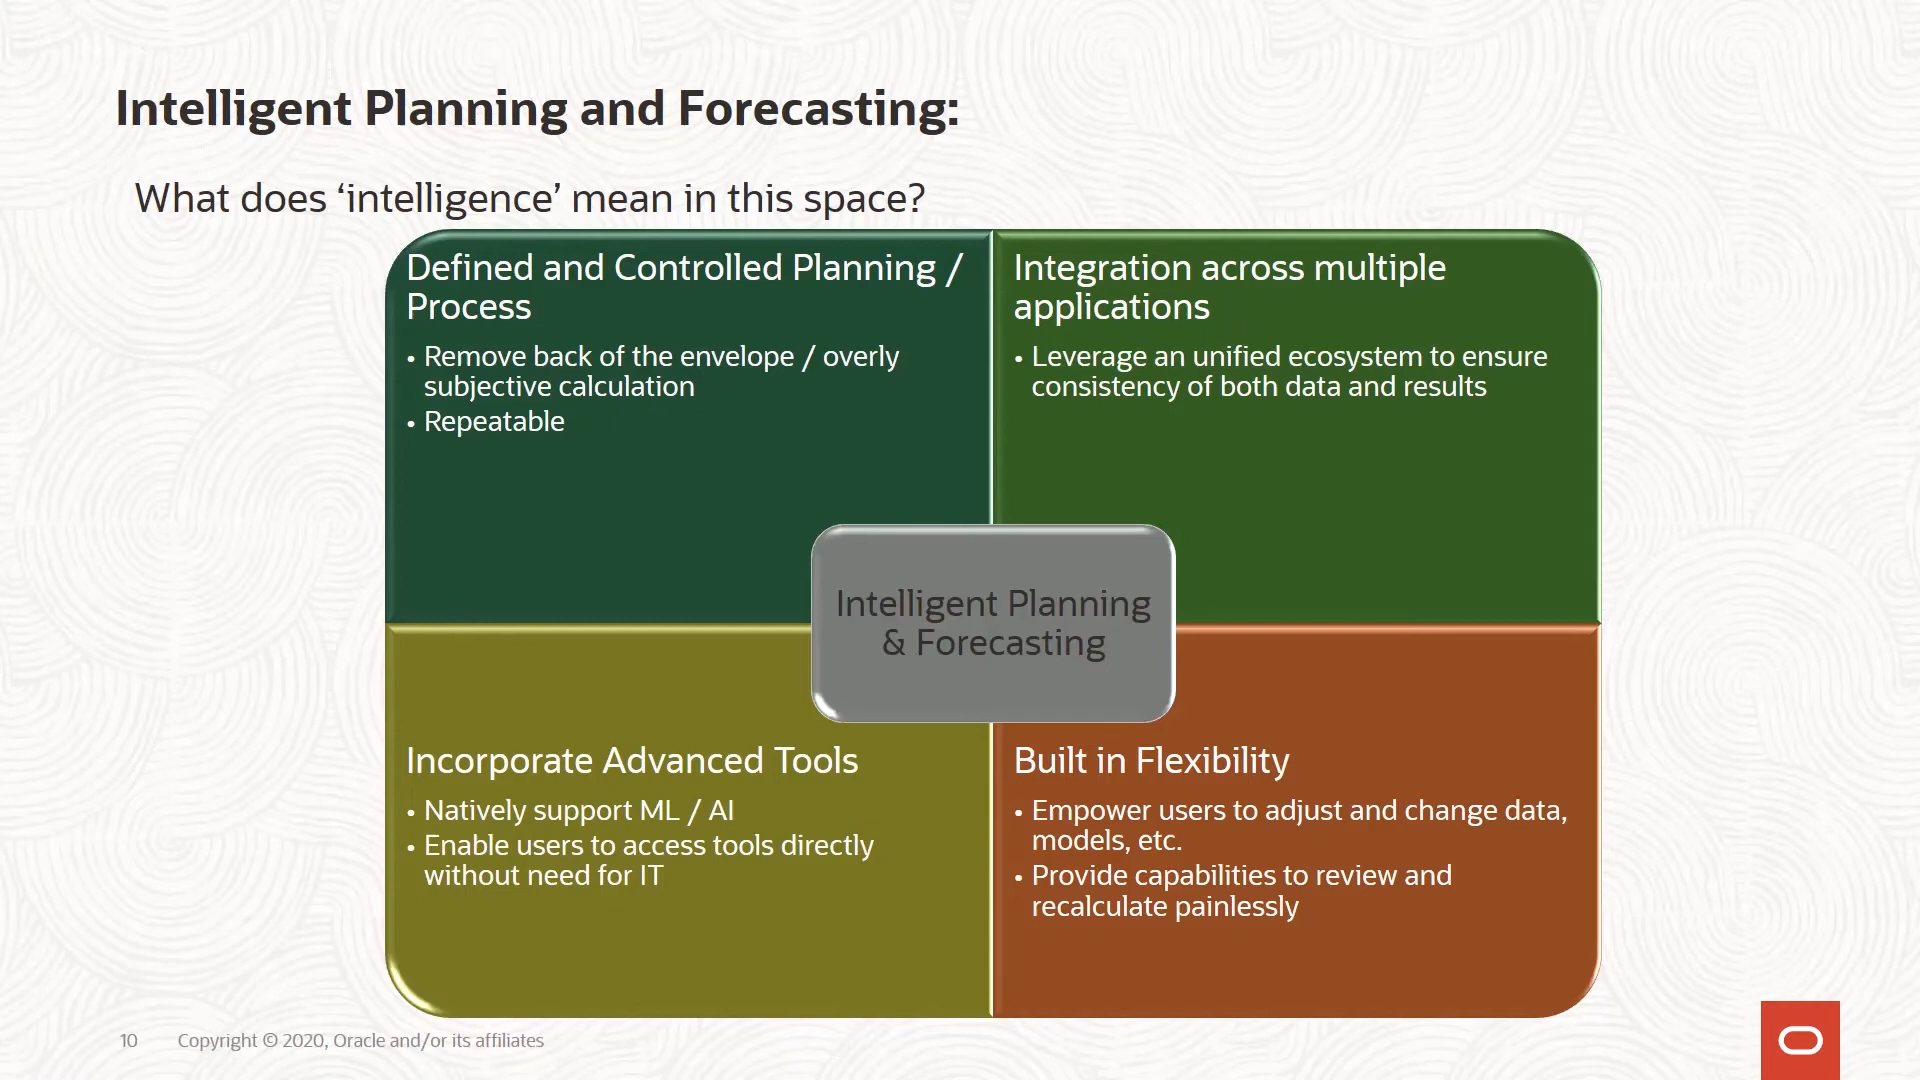 Intelligent Planning and Forecasting:
What does ‘intelligence’ mean in this space?
Defined and Controlled Planning /
Process
• Remove back of the envelope / overly
subjective calculation
• Repeatable
Integration across multiple
applications
• Leverage an unified ecosystem to ensure
consistency of both data and results
Intelligent Planning
& Forecasting
Incorporate Advanced Tools
• Natively support ML / AI
• Enable users to access tools directly
without need for IT
Built in Flexibility
• Empower users to adjust and change data,
models, etc.
• Provide capabilities to review and
recalculate painlessly
10 Copyright © 2020, Oracle and/or its affiliates